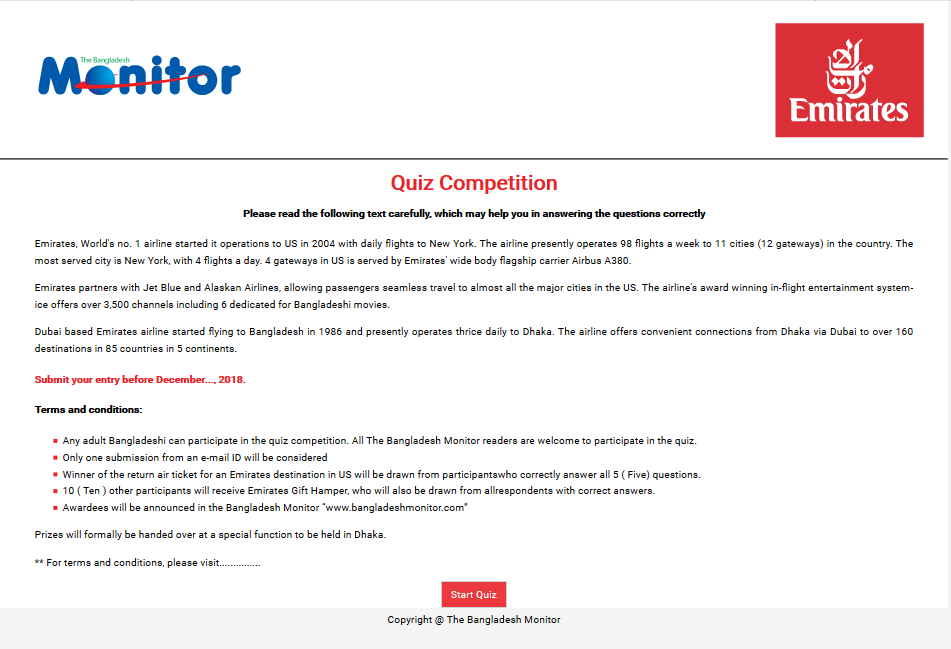 The Bangladesh
Monitor
Emirates
Quiz Competition
Please read the following text carefully, which may help you in answering the questions correctly
Emirates, World's no. 1 airline started it operations to US in 2004 with daily flights to New York. The airline presently operates 98 flights a week to 11 cities (12 gateways) in the country. The
most served city is New York, with 4 flights a day. 4 gateways in US is served by Emirates' wide body flagship carrier Airbus A380.
Emirates partners with Jet Blue and Alaskan Airlines, allowing passengers seamless travel to almost all the major cities in the US. The airline's award winning in-flight entertainment system-
ice offers over 3,500 channels including 6 dedicated for Bangladeshi movies.
Dubai based Emirates airline started flying to Bangladesh in 1986 and presently operates thrice daily to Dhaka. The airline offers convenient connections from Dhaka via Dubai to over 160
destinations in 85 countries in 5 continents.
Submit your entry before December..., 2018.
Terms and conditions:
Any adult Bangladeshi can participate in the quiz competition. All The Bangladesh Monitor readers are welcome to participate in the quiz.
Only one submission from an e-mail ID will be considered
Winner of the return air ticket for an Emirates destination in US will be drawn from participantswho correctly answer all 5 ( Five) questions.
10 ( Ten ) other participants will receive Emirates Gift Hamper, who will also be drawn from allrespondents with correct answers.
Awardees will be announced in the Bangladesh Monitor "www.bangladeshmonitor.com"
Prizes will formally be handed over at a special function to be held in Dhaka.
** For terms and conditions, please visit...............
Start Quiz
Copyright @ The Bangladesh Monitor